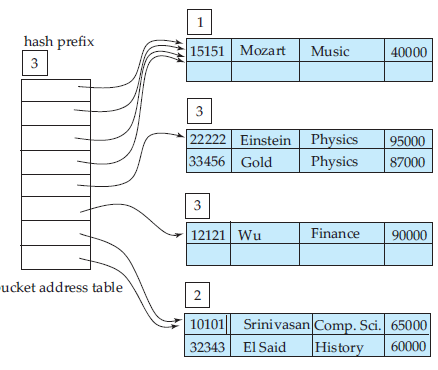 hash prefix
3
1
15151 Mozart Music 40000
3
22222 Einstein Physics 95000
33456 Gold Physics 87000
3
12121 Wu Finance 90000
ucket address table
2
10101 Srinivasan Comp. Sci. 65000
32343 El Said History 60000